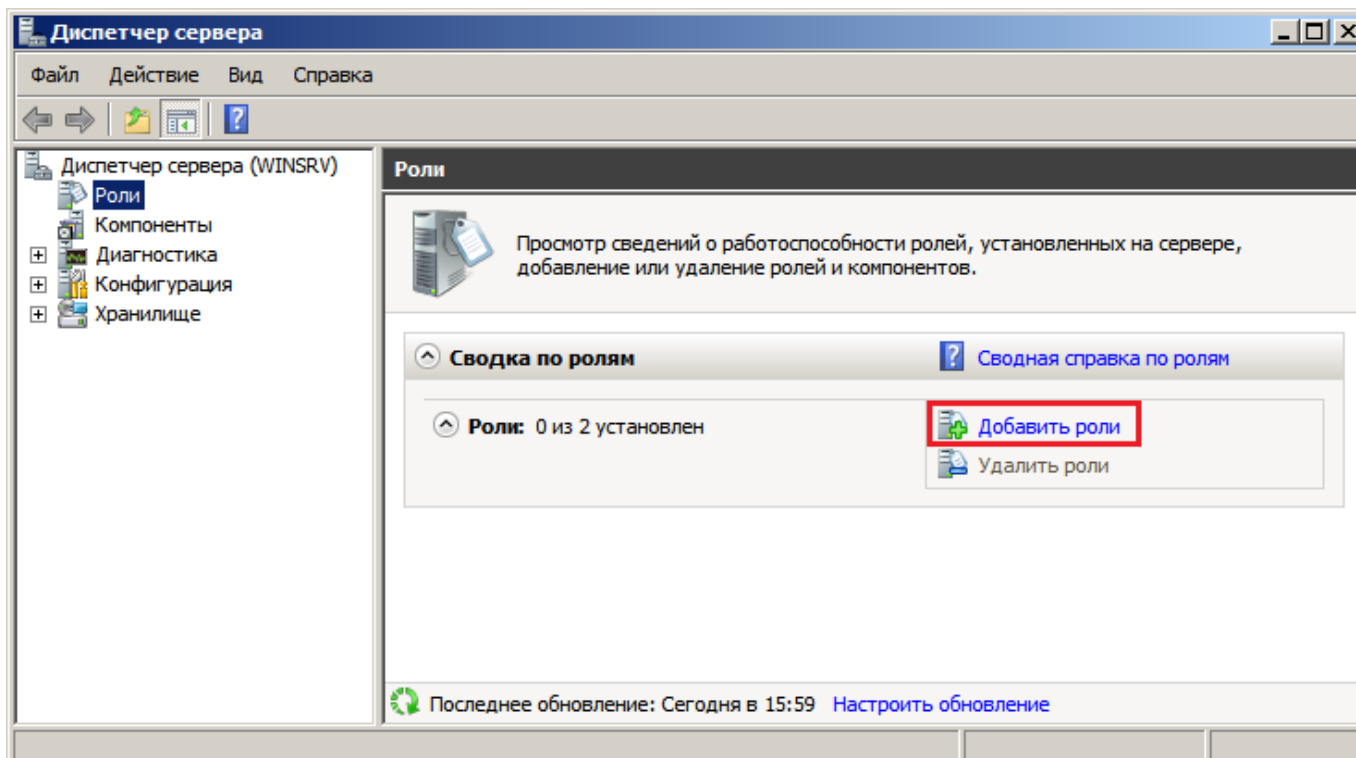 Диспетчер сервера
Файл Действие Вид Справка
Диспетчер сервера (WINSRV)
Роли
Компоненты
Диагностика
Конфигурация
Хранилище
Роли
Просмотр сведений о работоспособности ролей, установленных на сервере,
добавление или удаление ролей и компонентов.
Сводка по ролям
Сводная справка по ролям
Роли: 0 из 2 установлен
Добавить роли
Удалить роли
Последнее обновление: Сегодня в 15:59 Настроить обновление